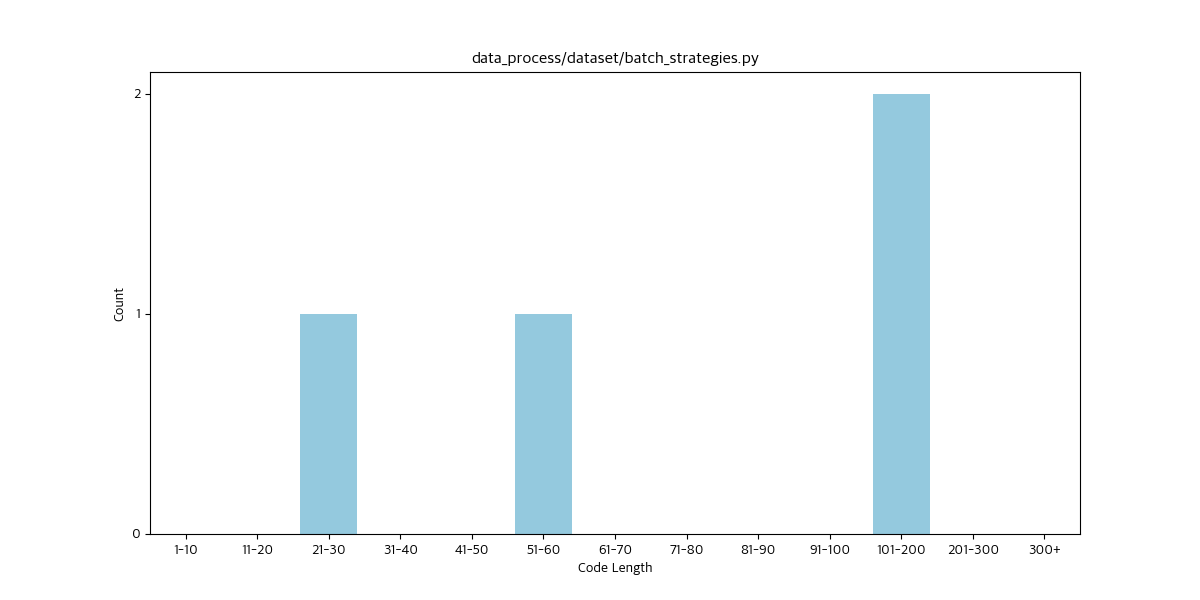 data_process/dataset/batch_strategies.py
2
1
0
Count
1-10 11-20 21-30 31-40 41-50 51-60 61-70 71-80 81-90 91-100 101-200 201-300 300+
Code Length